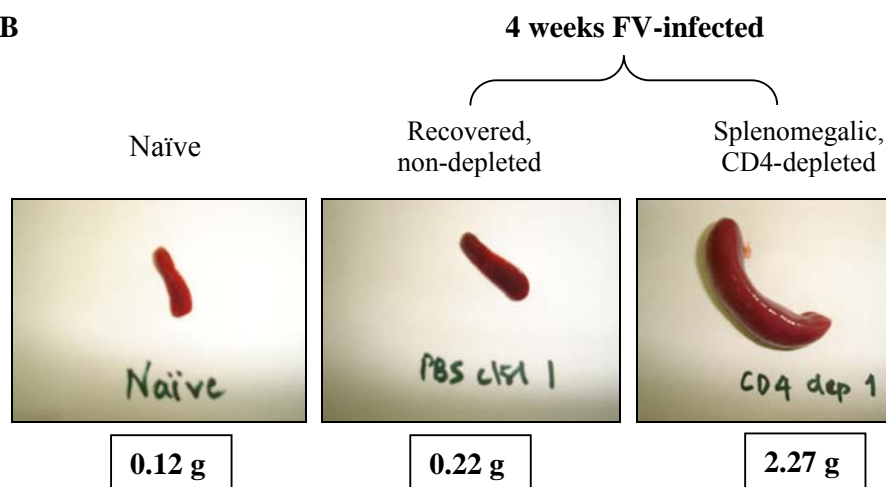 B
4 weeks FV-infected
Naïve
Recovered,
non-depleted
Splenomegalic,
CD4-depleted
Naïve
PBS ctrl 1
CD4 dep 1
0.12 g
0.22 g
2.27 g